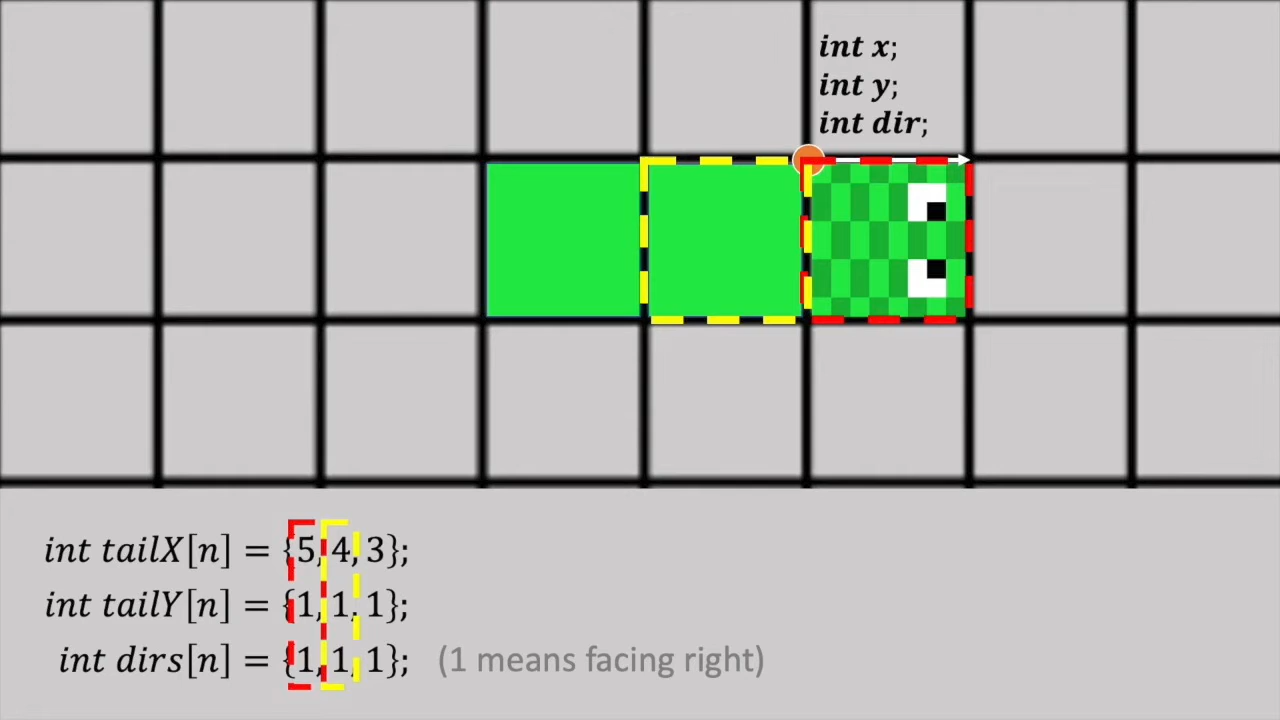 int x;
int y;
int dir;
int tailX[n] = {5, 4, 3};
int tailY[n] = {1, 1, 1};
int dirs[n] = {1, 1, 1}; (1 means facing right)